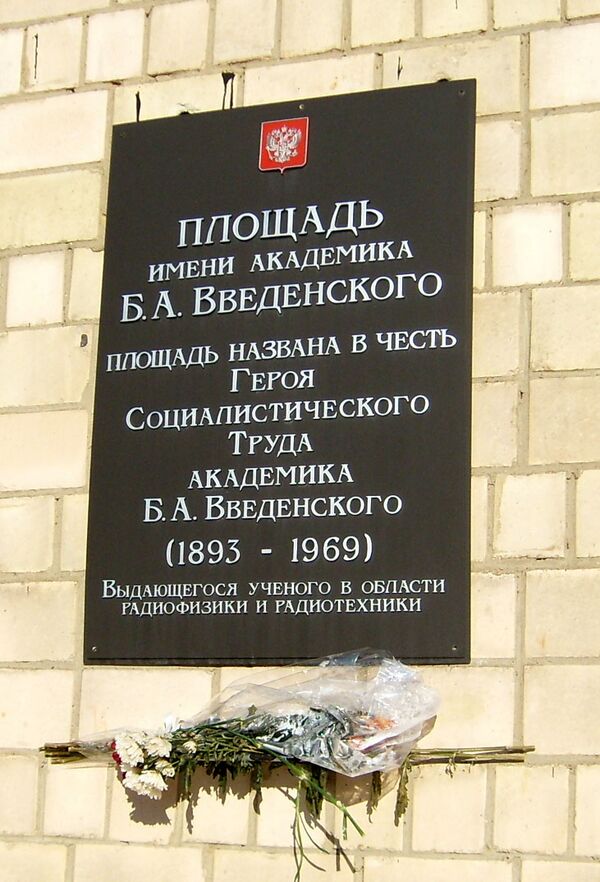 Площадь
имени академика
Б. А. Введенского
площадь названа в честь
Героя
Социалистического
Труда
академика
Б. А. Введенского
(1893 - 1969)
Выдающегося ученого в области
радиофизики и радиотехники